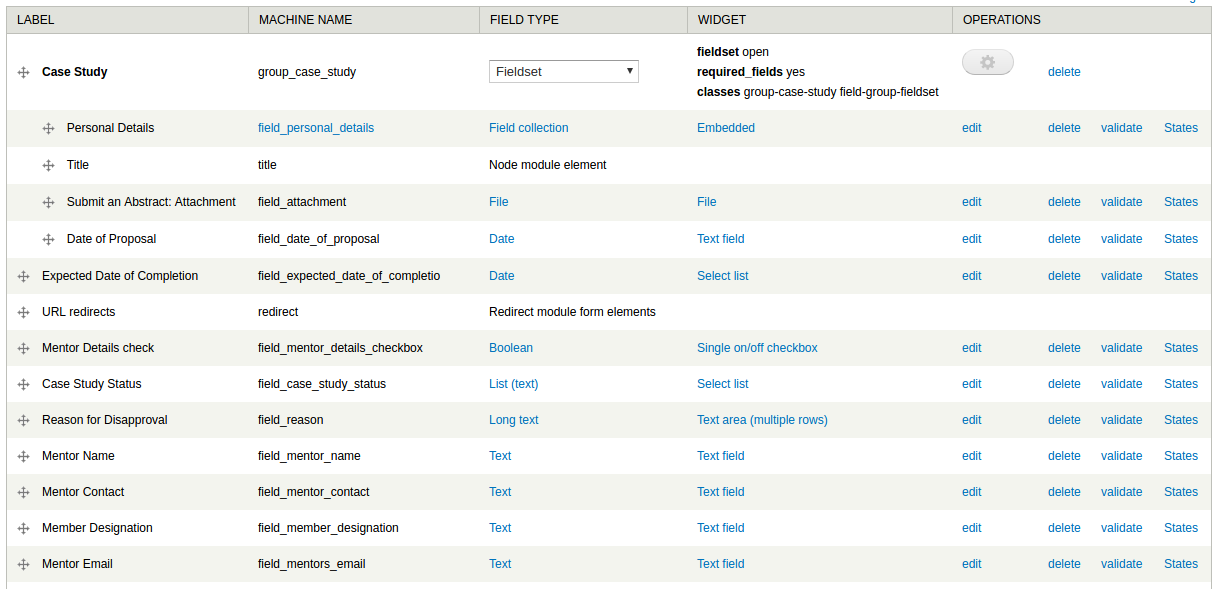 LABEL MACHINE NAME FIELD TYPE WIDGET OPERATIONS
fieldset open
Case Study group_case_study Fieldset required_fields yes delete
classes group-case-study field-group-fieldset
Personal Details field_personal_details Field collection Embedded edit delete validate States
Title title Node module element
Submit an Abstract: Attachment field_attachment File File edit delete validate States
Date of Proposal field_date_of_proposal Date Text field edit delete validate States
Expected Date of Completion field_expected_date_of_completio Date Select list edit delete validate States
URL redirects redirect Redirect module form elements
Mentor Details check field_mentor_details_checkbox Boolean Single on/off checkbox edit delete validate States
Case Study Status field_case_study_status List (text) Select list edit delete validate States
Reason for Disapproval field_reason Long text Text area (multiple rows) edit delete validate States
Mentor Name field_mentor_name Text Text field edit delete validate States
Mentor Contact field_mentor_contact Text Text field edit delete validate States
Member Designation field_member_designation Text Text field edit delete validate States
Mentor Email field_mentors_email Text Text field edit delete validate States